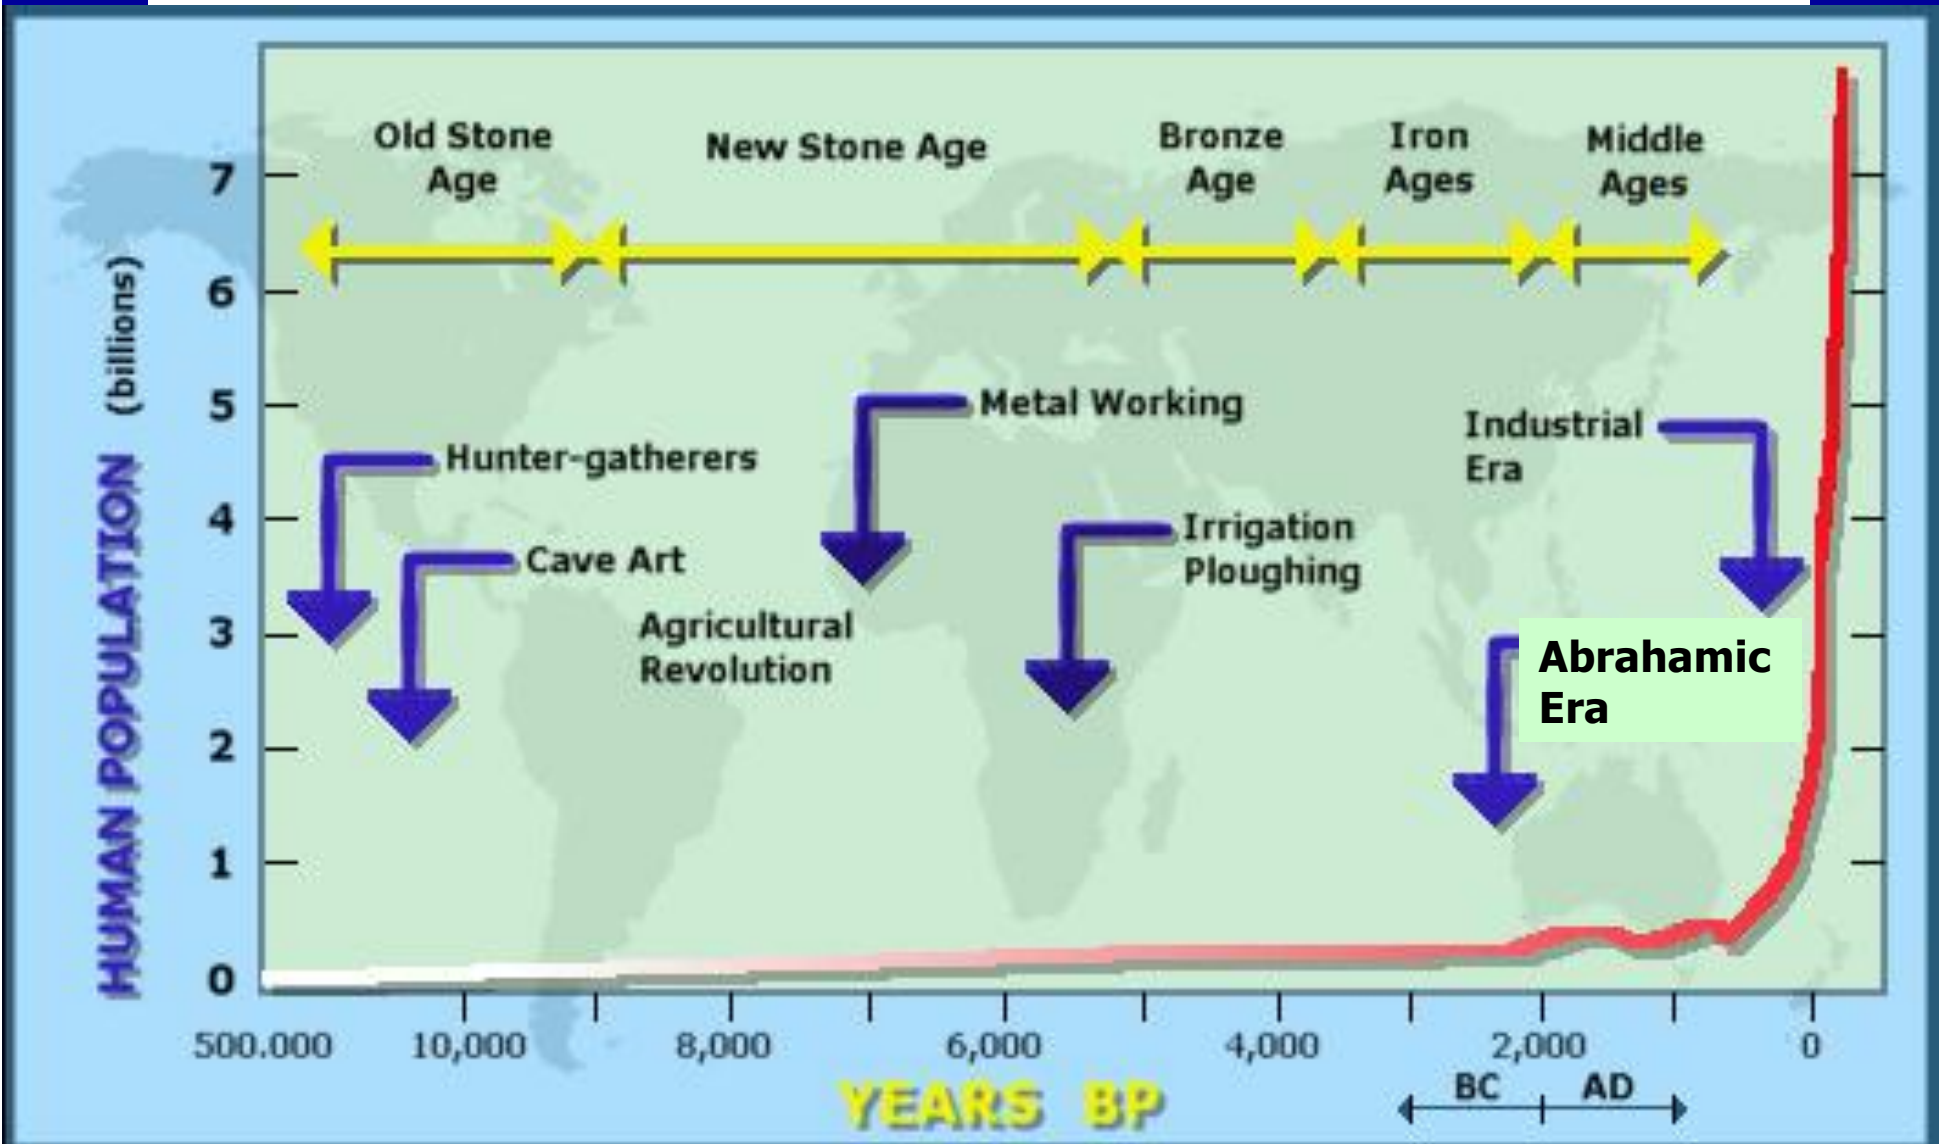 Old Stone
Age
New Stone Age
Bronze
Age
Iron
Ages
Middle
Ages
7
6
5
4
3
2
1
0
HUMAN POPULATION (billions)
Metal Working
Industrial
Era
Hunter-gatherers
Irrigation
Ploughing
Cave Art
Agricultural
Revolution
Abrahamic
Era
500.000 10,000 8,000 6,000 4,000 2,000 0
BC AD
YEARS BP